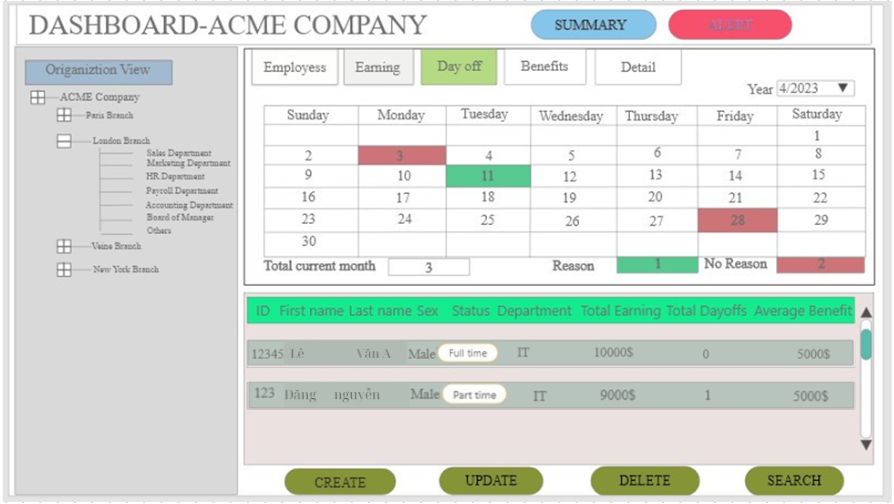 DASHBOARD-ACME COMPANY
SUMMARY
ALERT
Origaniztion View
ACME Company
Paris Branch
London Branch
Sales Department
Marketing Department
HR Department
Payroll Department
Accounting Department
Board of Manager
Others
Veine Branch
New York Branch
Employess Earning Day off Benefits Detail
Year 4/2023
Sunday Monday Tuesday Wednesday Thursday Friday Saturday
1
2 3 4 5 6 7 8
9 10 11 12 13 14 15
16 17 18 19 20 21 22
23 24 25 26 27 28 29
30
Total current month 3 Reason 1 No Reason 2
ID First name Last name Sex Status Department Total Earning Total Dayoffs Average Benefit
12345 Lê Văn A Male Full time IT 10000$ 0 5000$
123 Đăng nguyễn Male Part time IT 9000$ 1 5000$
CREATE UPDATE DELETE SEARCH